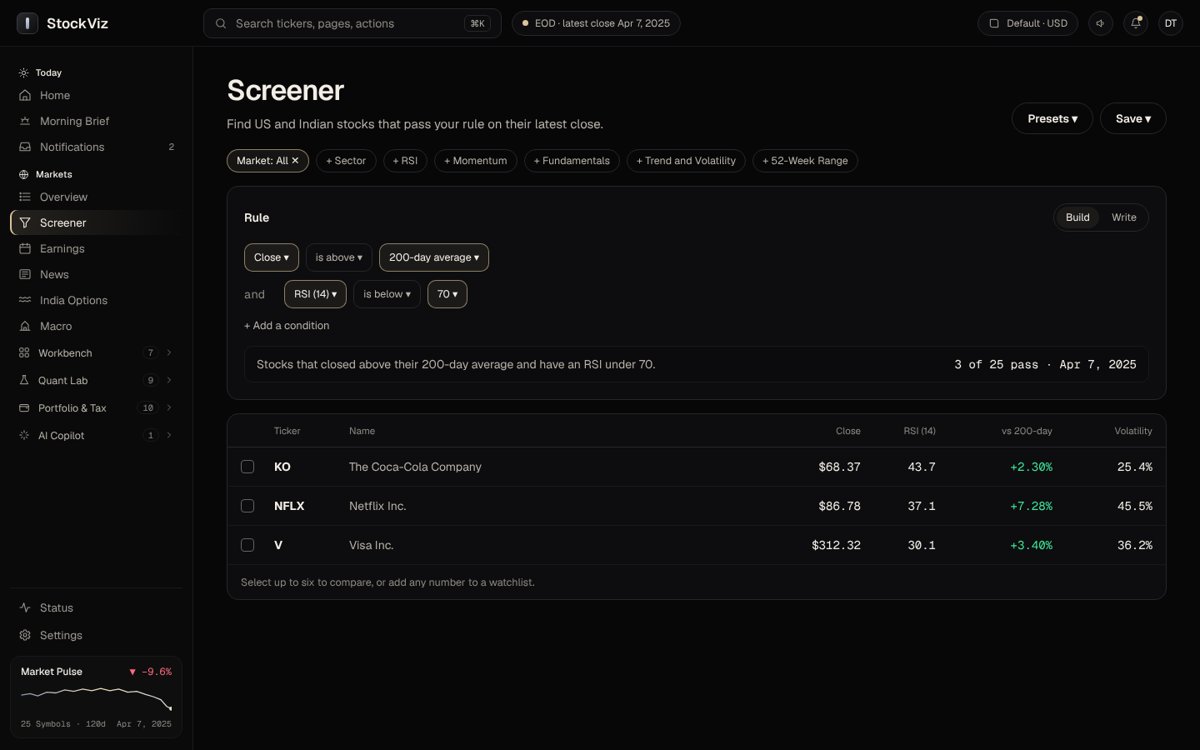 StockViz
Search tickers, pages, actions
⌘K
EOD · latest close Apr 7, 2025
Default · USD
DT
Today
Home
Morning Brief
Notifications 2
Markets
Overview
Screener
Earnings
News
India Options
Macro
Workbench 7
Quant Lab 9
Portfolio & Tax 10
AI Copilot 1
Status
Settings
Market Pulse ▼ −9.6%
25 Symbols · 120d Apr 7, 2025
Screener
Find US and Indian stocks that pass your rule on their latest close.
Presets ▾
Save ▾
Market: All ✕
+ Sector
+ RSI
+ Momentum
+ Fundamentals
+ Trend and Volatility
+ 52-Week Range
Rule
Build
Write
Close ▾ is above ▾ 200-day average ▾
and RSI (14) ▾ is below ▾ 70 ▾
+ Add a condition
Stocks that closed above their 200-day average and have an RSI under 70.
3 of 25 pass · Apr 7, 2025
Ticker Name Close RSI (14) vs 200-day Volatility
KO The Coca-Cola Company $68.37 43.7 +2.30% 25.4%
NFLX Netflix Inc. $86.78 37.1 +7.28% 45.5%
V Visa Inc. $312.32 30.1 +3.40% 36.2%
Select up to six to compare, or add any number to a watchlist.